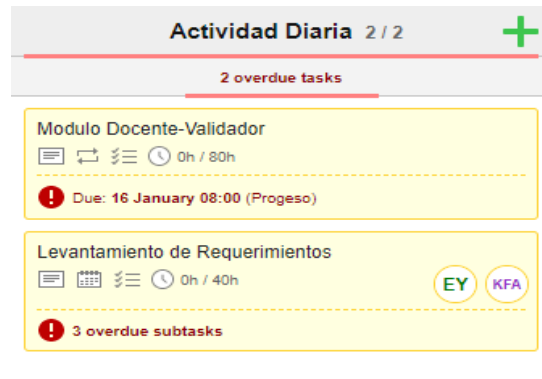 Actividad Diaria 2 / 2
2 overdue tasks
Modulo Docente-Validador
0h / 80h
Due: 16 January 08:00 (Progeso)
Levantamiento de Requerimientos
0h / 40h
EY KFA
3 overdue subtasks